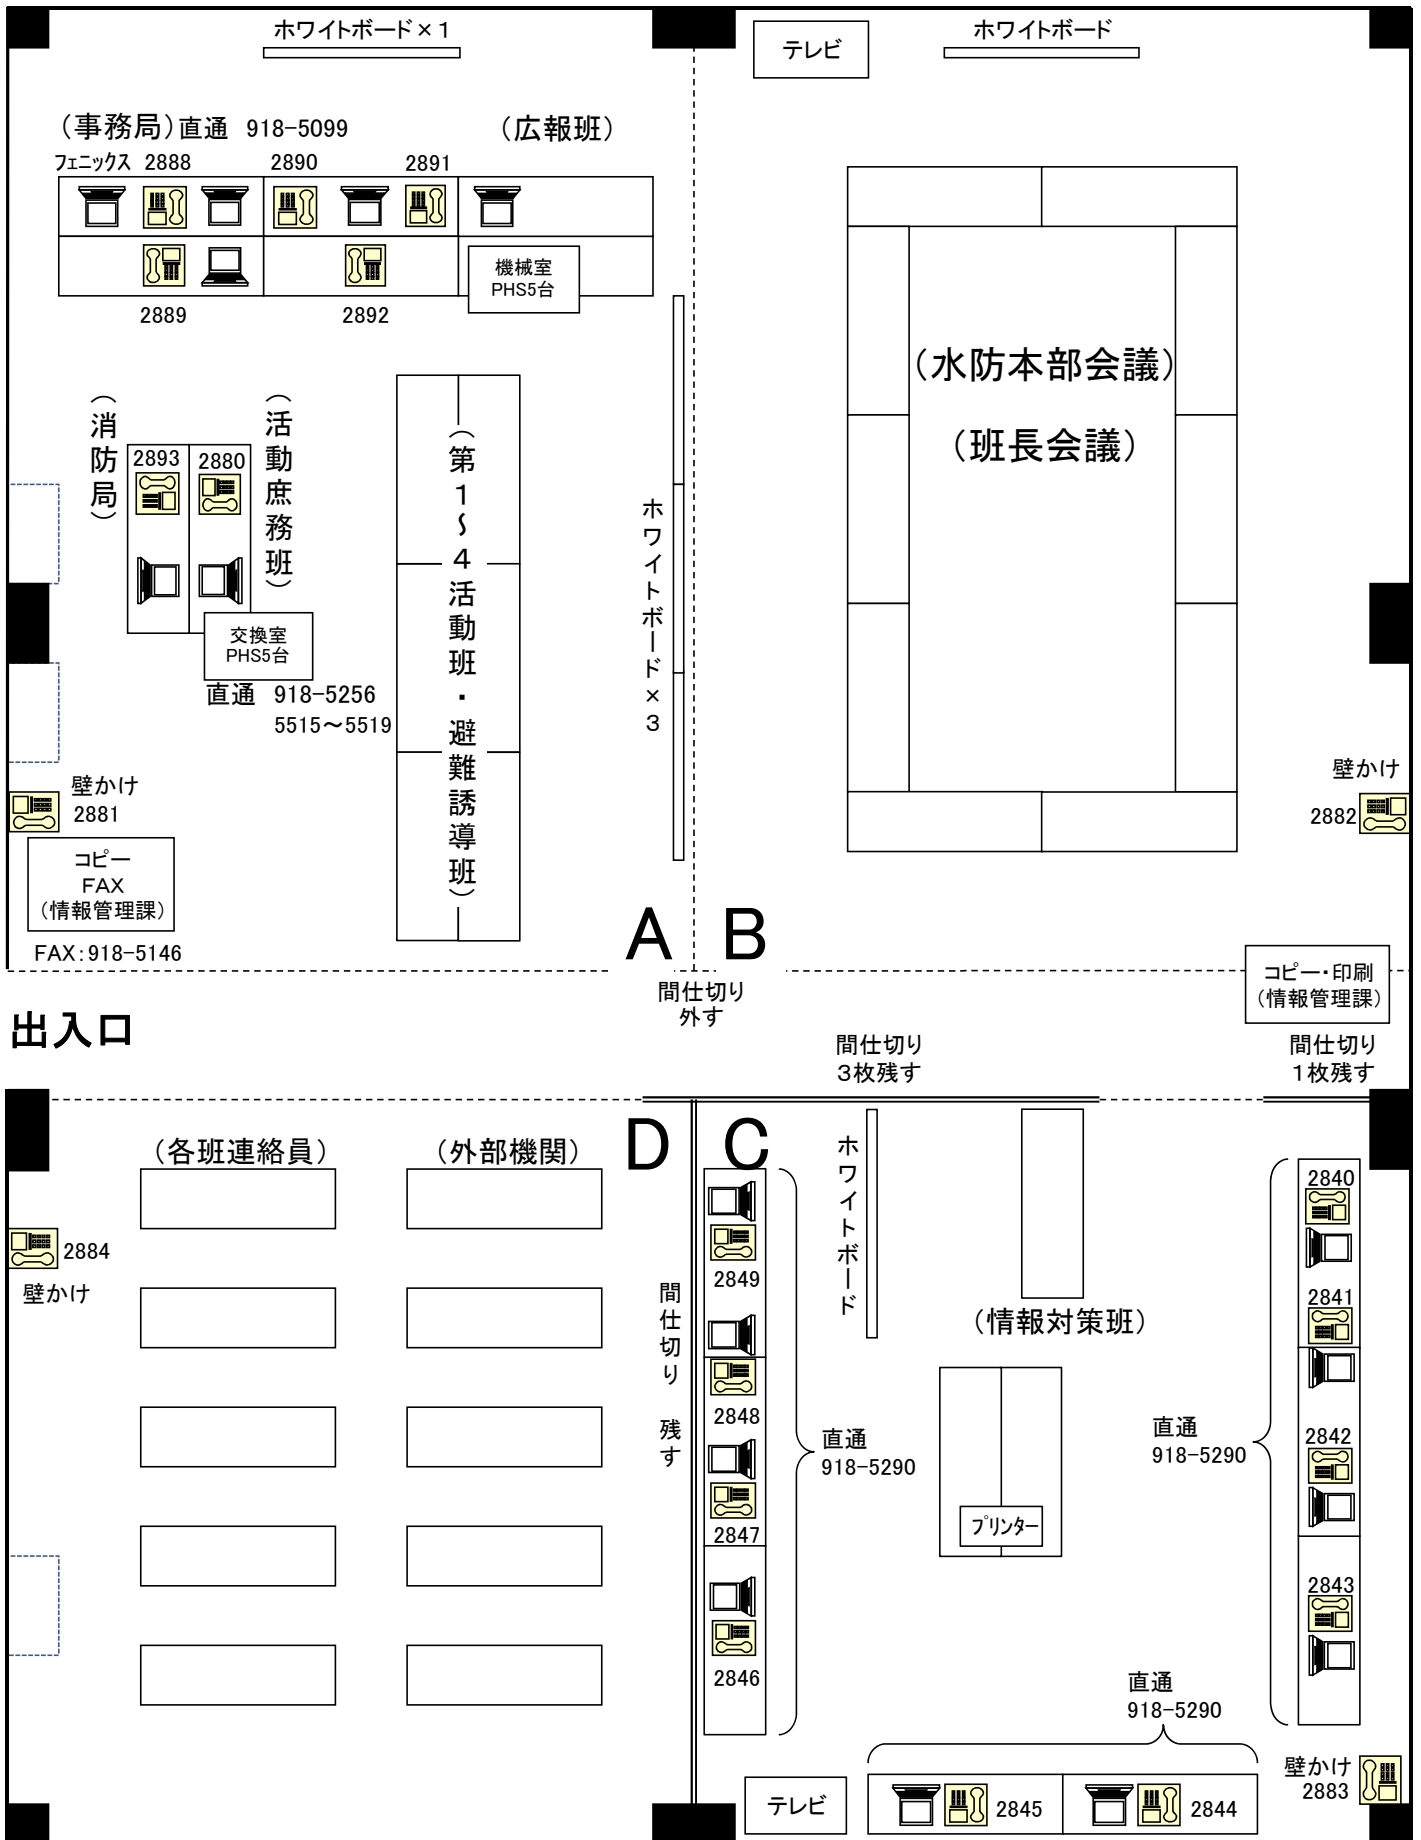 ホワイトボード×1
テレビ
ホワイトボード
(事務局)直通 918-5099
(広報班)
フェニックス 2888
2890
2891
機械室
PHS5台
2889
2892
(水防本部会議)
(班長会議)
(消防局)
2893
2880
(活動庶務班)
交換室
PHS5台
直通 918-5256
5515~5519
(第1~4活動班・避難誘導班)
ホワイトボード×3
壁かけ
2881
コピー
FAX
(情報管理課)
FAX:918-5146
壁かけ
2882
A
B
間仕切り
外す
コピー・印刷
(情報管理課)
出入口
間仕切り
3枚残す
間仕切り
1枚残す
D
C
(各班連絡員)
(外部機関)
2884
壁かけ
間仕切り 残す
2849
2848
2847
2846
直通
918-5290
ホワイトボード
(情報対策班)
プリンター
直通
918-5290
2840
2841
2842
2843
直通
918-5290
テレビ
2845
2844
壁かけ
2883